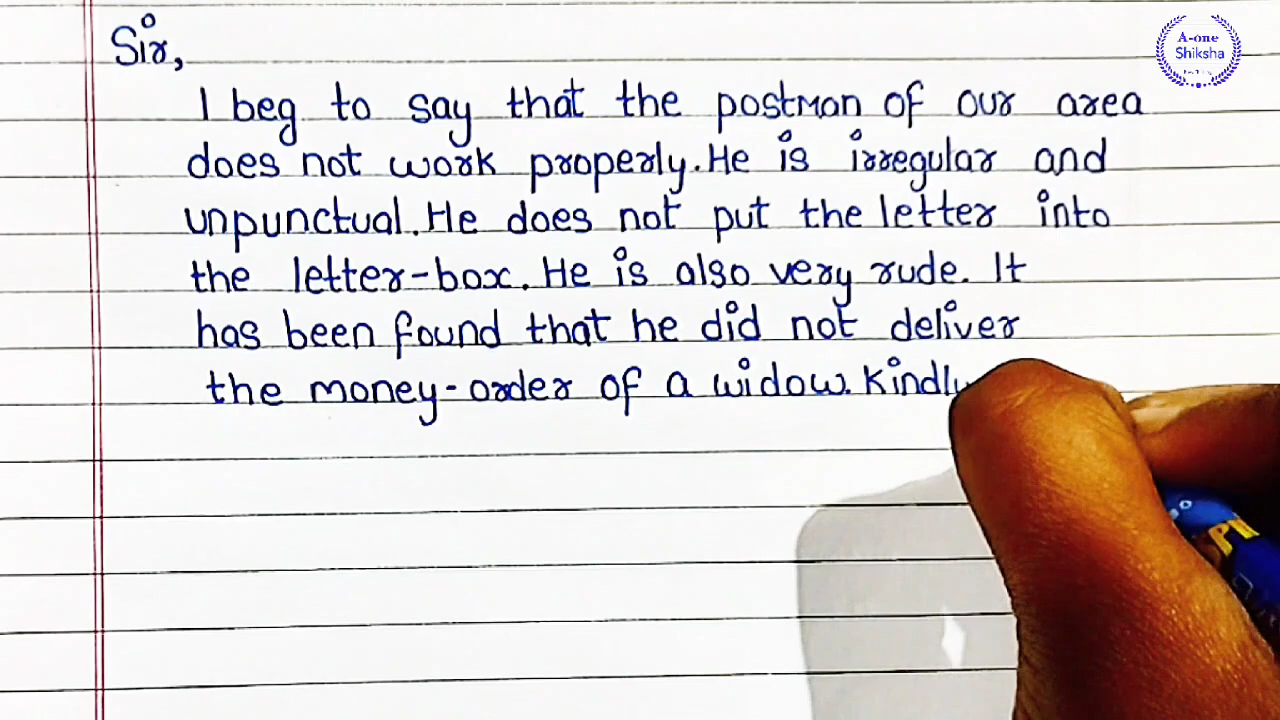 A-one
Shiksha
Sir,
I beg to say that the postman of our area
does not work properly. He is irregular and
unpunctual. He does not put the letter into
the letter-box. He is also very rude. It
has been found that he did not deliver
the money-order of a widow. Kindly